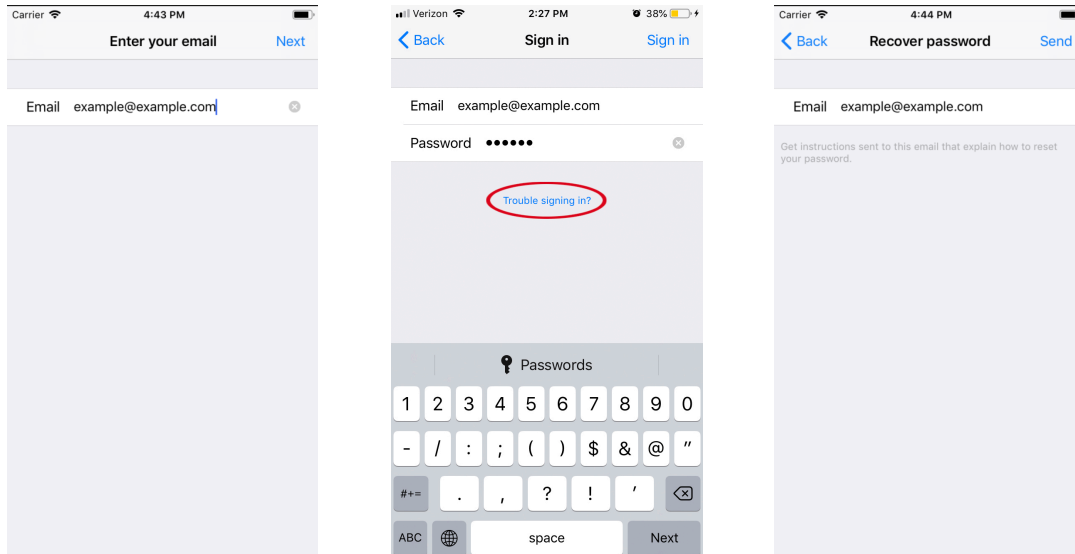 Carrier 4:43 PM
Enter your email Next
Email example@example.com
Verizon 2:27 PM 38%
Back Sign in Sign in
Email example@example.com
Password ••••••
Trouble signing in?
Passwords
1 2 3 4 5 6 7 8 9 0
- / : ; ( ) $ & @ "
#+= . , ? ! '
ABC space Next
Carrier 4:44 PM
Back Recover password Send
Email example@example.com
Get instructions sent to this email that explain how to reset
your password.